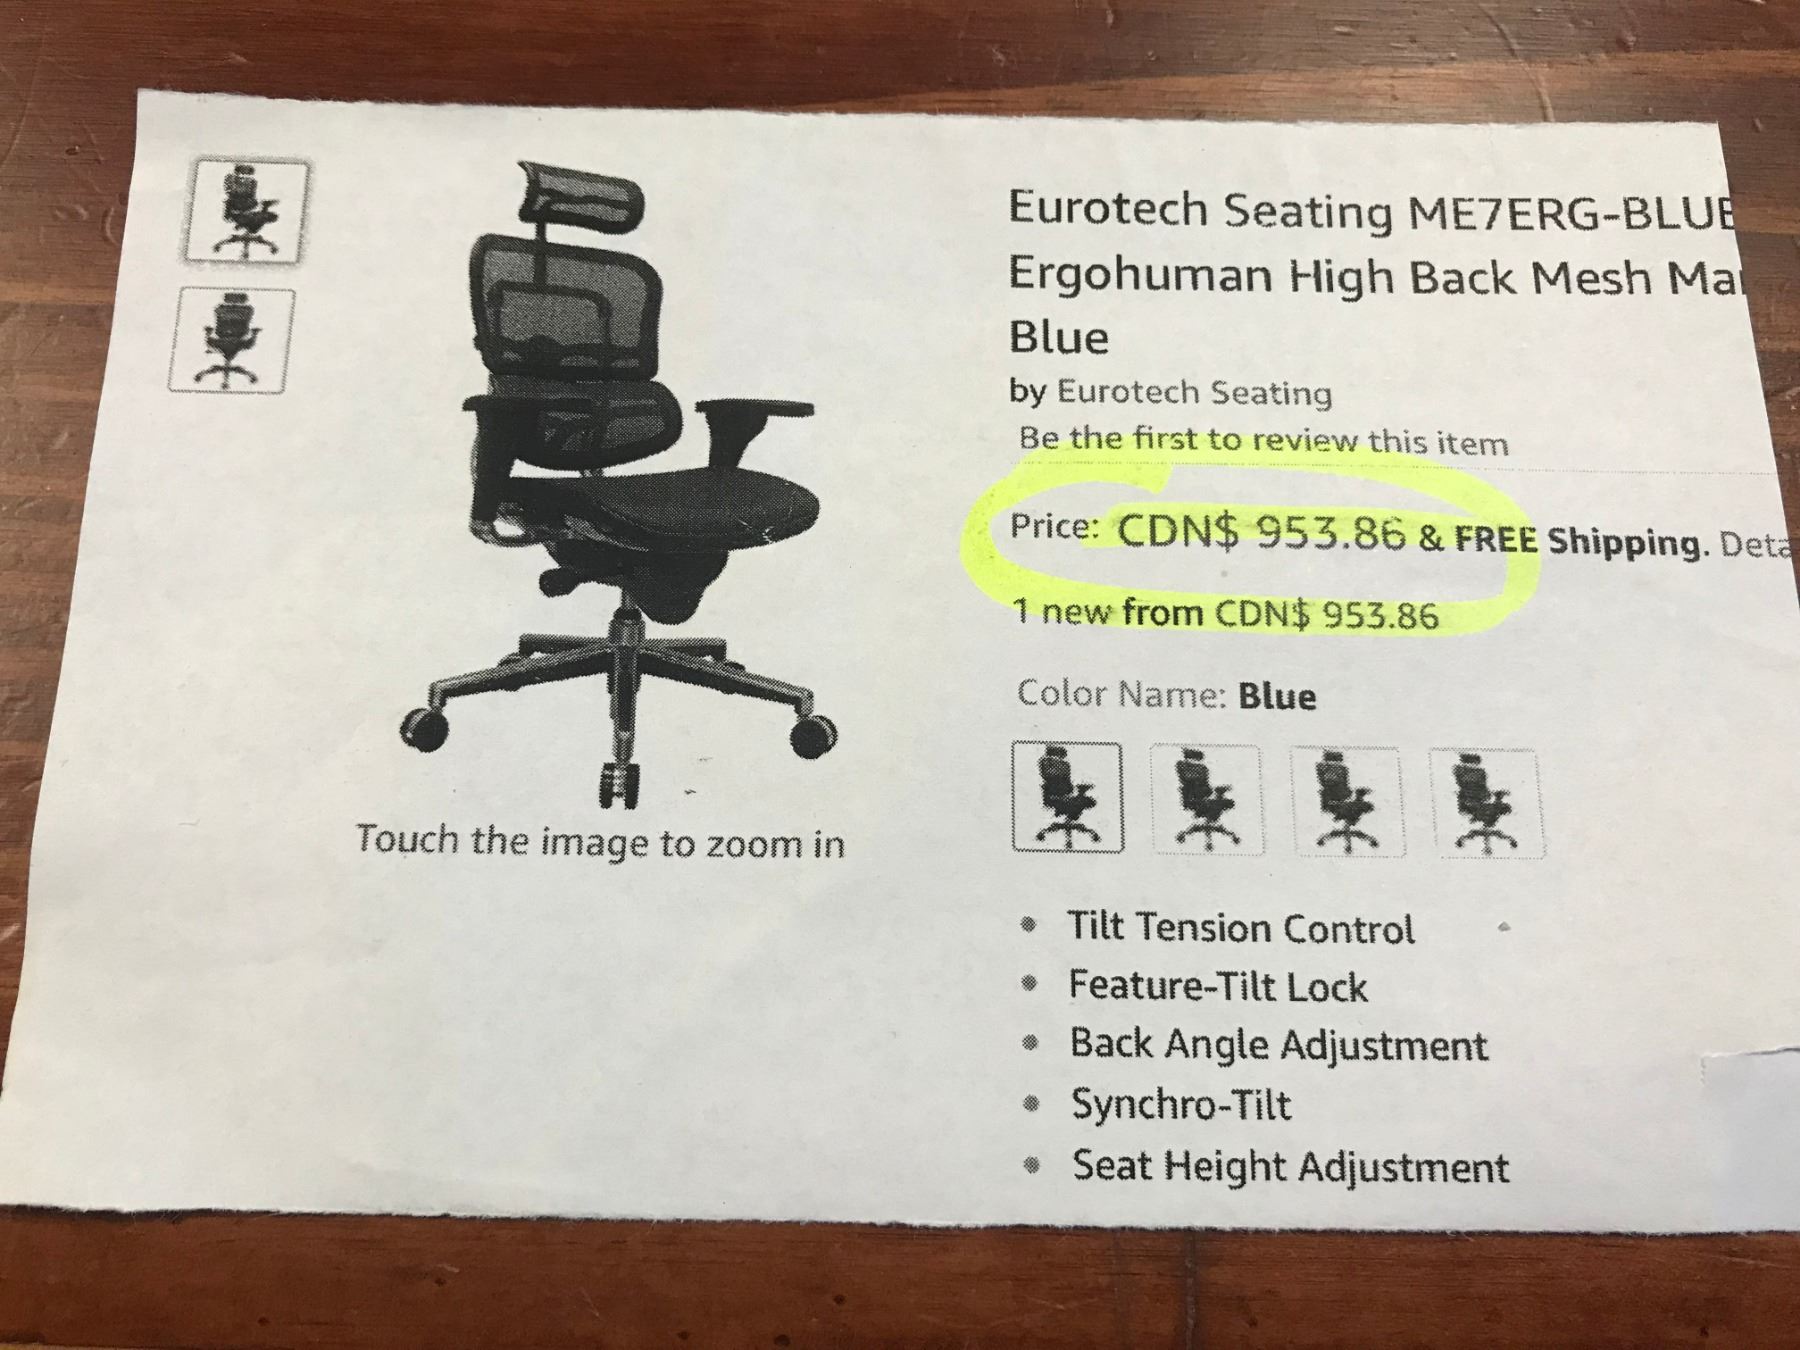 Eurotech Seating ME7ERG-BLUE
Ergohuman High Back Mesh
Blue
by Eurotech Seating
Be the first to review this item
Price: CDN$ 953.86 & FREE Shipping.
1 new from CDN$ 953.86
Color Name: Blue
Touch the image to zoom in
Tilt Tension Control
Feature-Tilt Lock
Back Angle Adjustment
Synchro-Tilt
Seat Height Adjustment